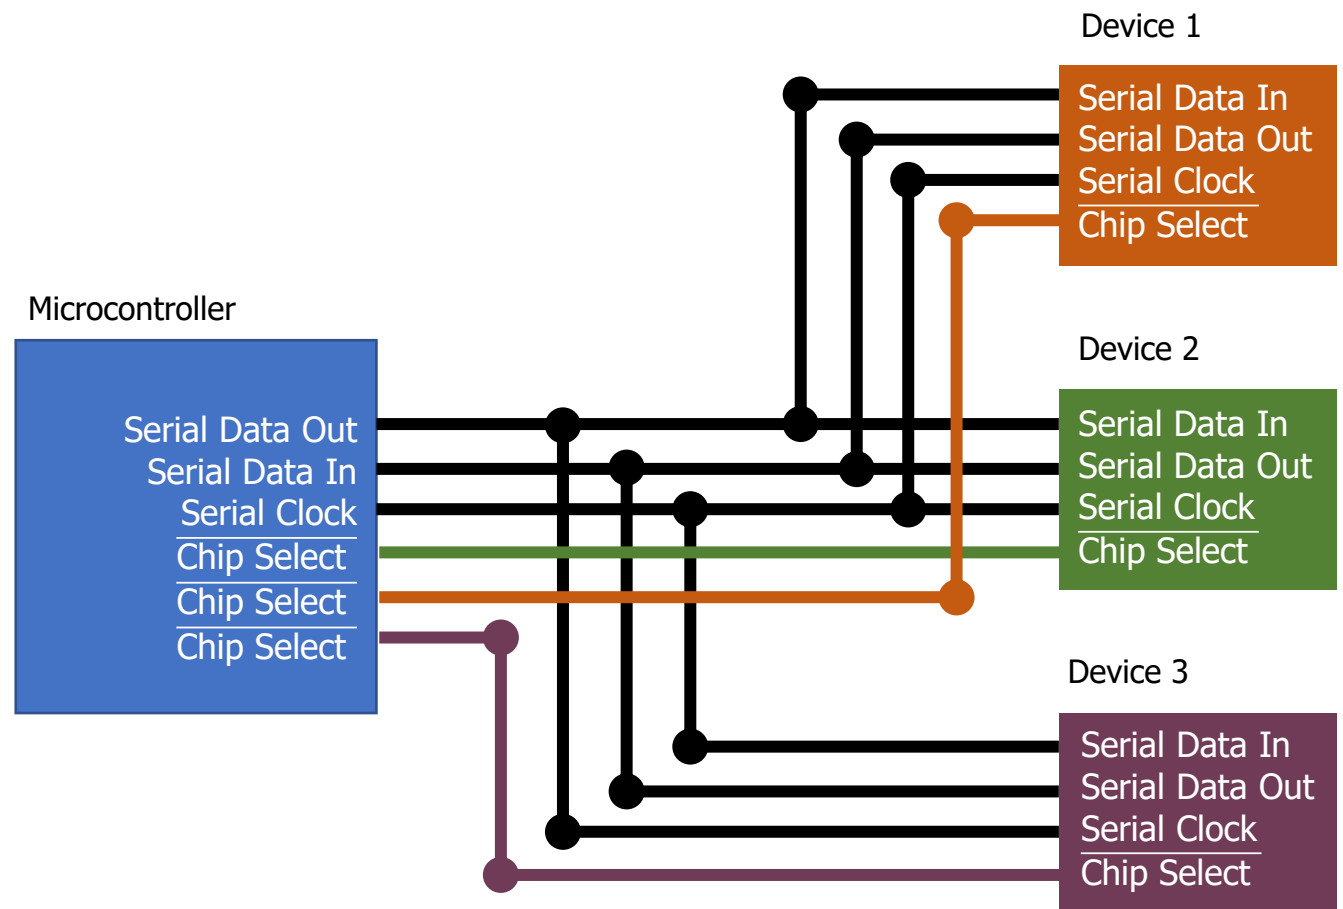 Device 1
Serial Data In
Serial Data Out
Serial Clock
Chip Select
Microcontroller
Serial Data Out
Serial Data In
Serial Clock
Chip Select
Chip Select
Chip Select
Device 2
Serial Data In
Serial Data Out
Serial Clock
Chip Select
Device 3
Serial Data In
Serial Data Out
Serial Clock
Chip Select